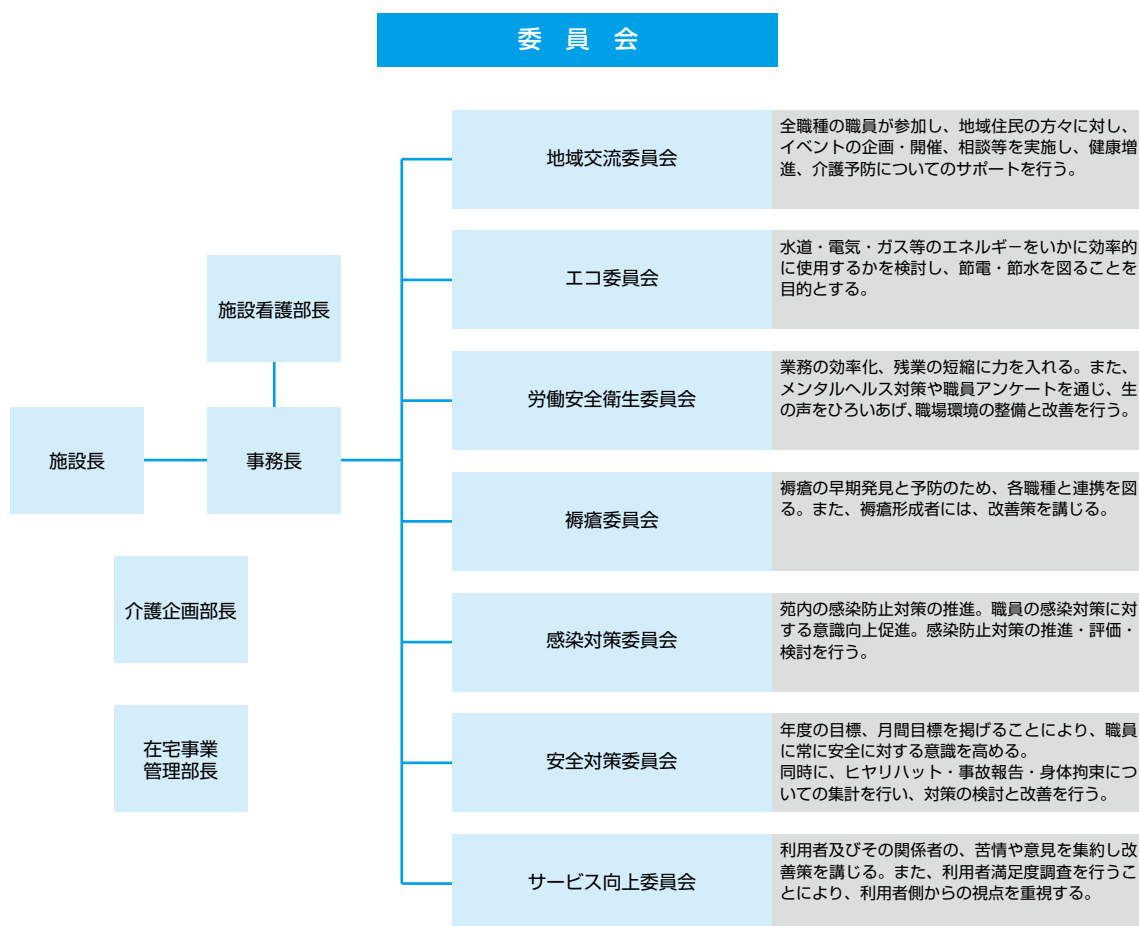 委 員 会
地域交流委員会
全職種の職員が参加し、地域住民の方々に対し、
イベントの企画・開催、相談等を実施し、健康増
進、介護予防についてのサポートを行う。
エコ委員会
水道・電気・ガス等のエネルギ－をいかに効率的
に使用するかを検討し、節電・節水を図ることを
目的とする。
施設看護部長
労働安全衛生委員会
業務の効率化、残業の短縮に力を入れる。また、
メンタルヘルス対策や職員アンケートを通じ、生
の声をひろいあげ、職場環境の整備と改善を行う。
施設長
事務長
褥瘡委員会
褥瘡の早期発見と予防のため、各職種と連携を図
る。また、褥瘡形成者には、改善策を講じる。
介護企画部長
感染対策委員会
苑内の感染防止対策の推進。職員の感染対策に対
する意識向上促進。感染防止対策の推進・評価・
検討を行う。
在宅事業
管理部長
安全対策委員会
年度の目標、月間目標を掲げることにより、職員
に常に安全に対する意識を高める。
同時に、ヒヤリハット・事故報告・身体拘束につ
いての集計を行い、対策の検討と改善を行う。
サービス向上委員会
利用者及びその関係者の、苦情や意見を集約し改
善策を講じる。また、利用者満足度調査を行うこ
とにより、利用者側からの視点を重視する。